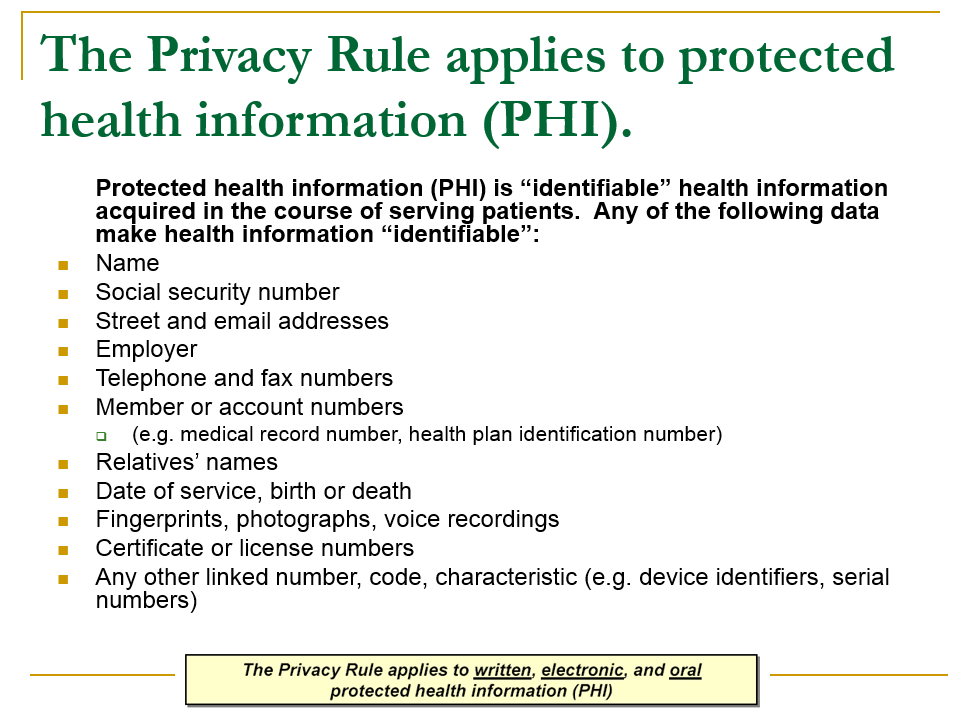 The Privacy Rule applies to protected
health information (PHI).
Protected health information (PHI) is “identifiable” health information
acquired in the course of serving patients.  Any of the following data
make health information “identifiable”:
Name
Social security number
Street and email addresses
Employer
Telephone and fax numbers
Member or account numbers
(e.g. medical record number, health plan identification number)
Relatives’ names
Date of service, birth or death
Fingerprints, photographs, voice recordings
Certificate or license numbers
Any other linked number, code, characteristic (e.g. device identifiers, serial
numbers)
The Privacy Rule applies to written, electronic, and oral
protected health information (PHI)